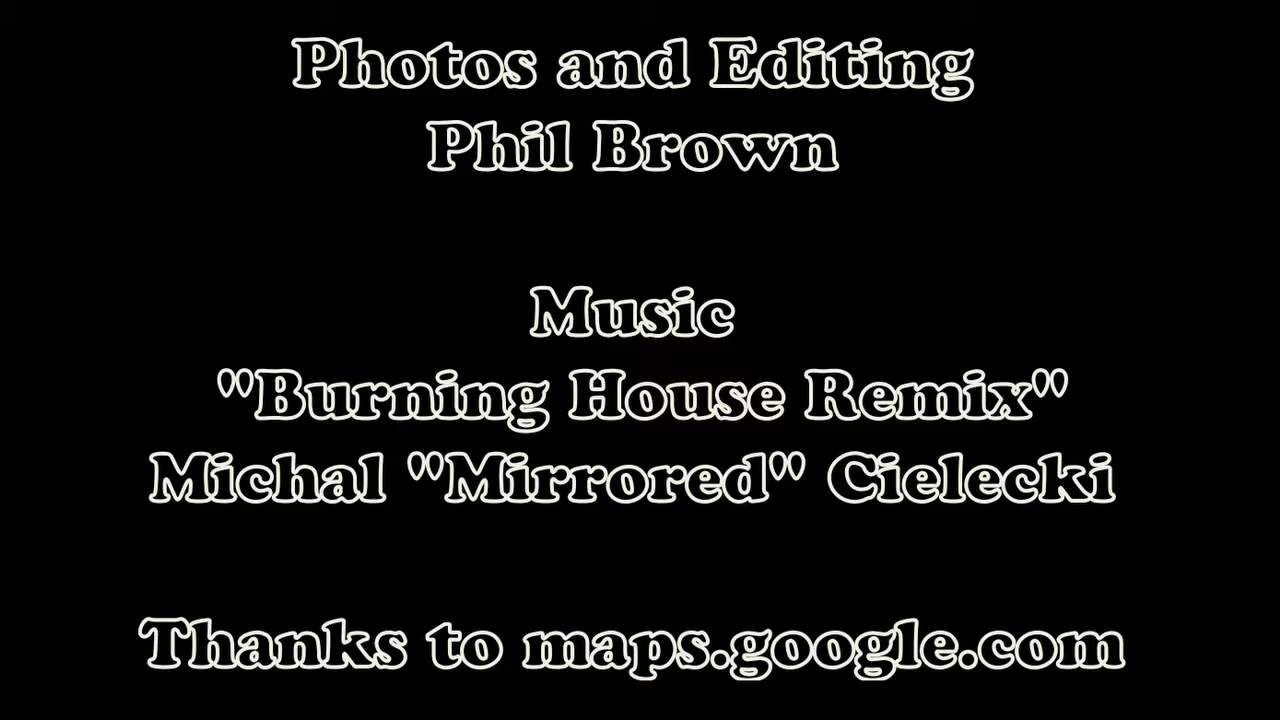 Photos and Editing
Phil Brown
Music
"Burning House Remix"
Michal "Mirrored" Cielecki
Thanks to maps.google.com